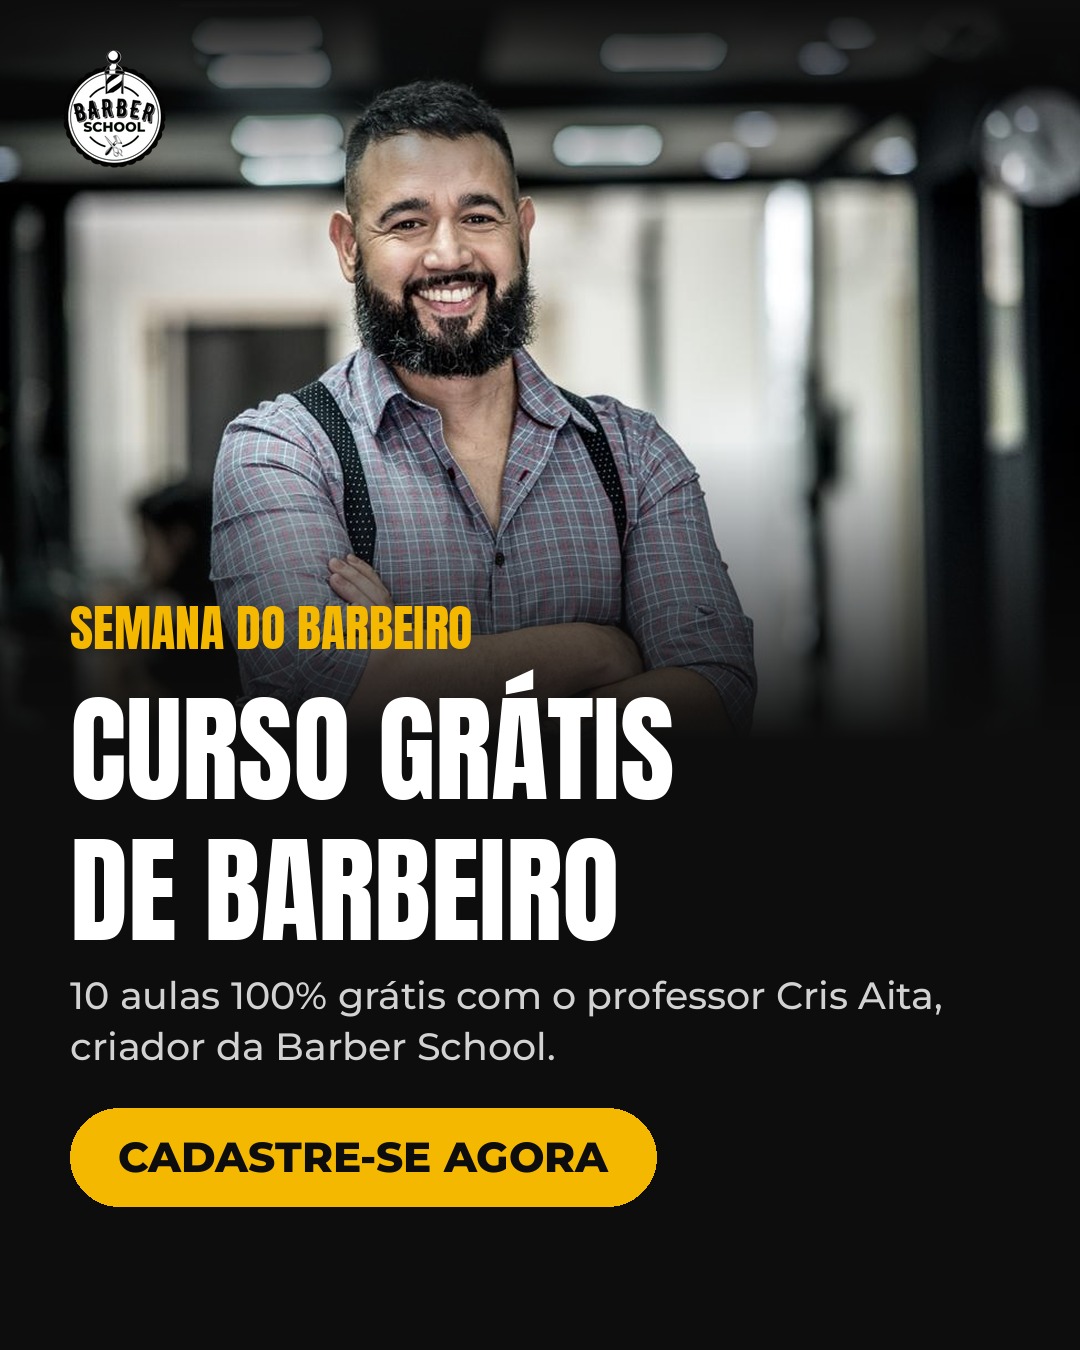 BARBER
SCHOOL
SEMANA DO BARBEIRO
CURSO GRÁTIS
DE BARBEIRO
10 aulas 100% grátis com o professor Cris Aita,
criador da Barber School.
CADASTRE-SE AGORA